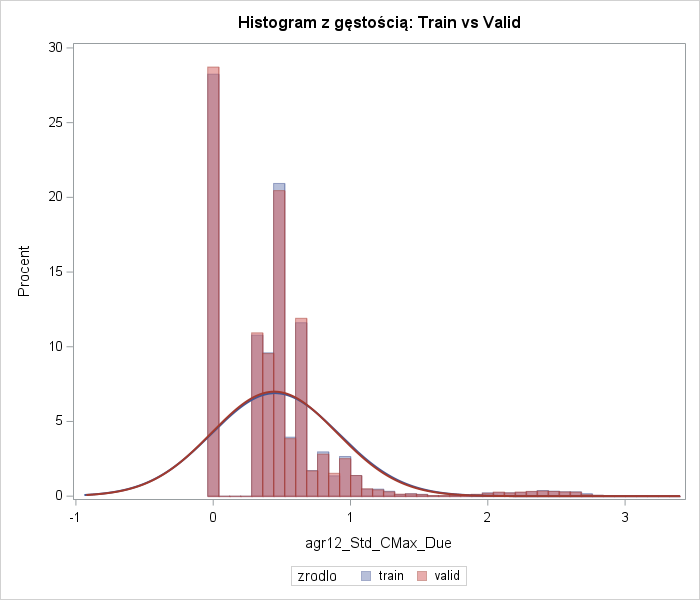 Histogram z gęstością: Train vs Valid
30
25
20
15
10
5
0
Procent
-1 0 1 2 3
agr12_Std_CMax_Due
zrodlo train valid